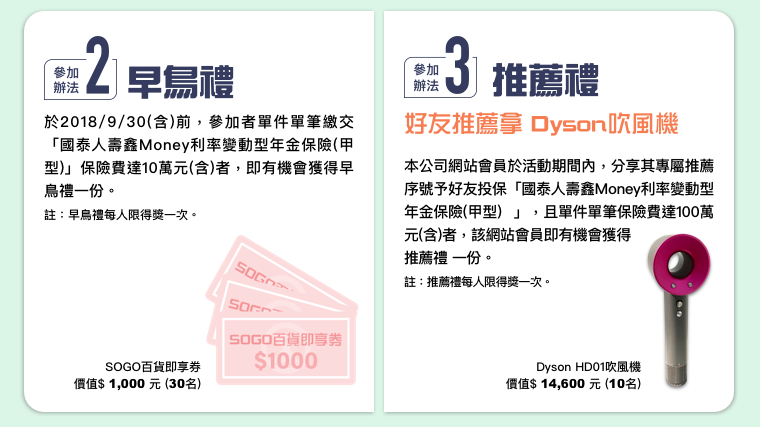 參加
辦法
2
早鳥禮
於2018/9/30(含)前，參加者單件單筆繳交
「國泰人壽鑫Money利率變動型年金保險(甲
型)」保險費達10萬元(含)者，即有機會獲得早
鳥禮一份。
註：早鳥禮每人限得獎一次。
SOGO
SOGO
SOGO百貨即享券
$1000
SOGO百貨即享券
價值$ 1,000 元 (30名)
參加
辦法
3
推薦禮
好友推薦拿 Dyson吹風機
本公司網站會員於活動期間內，分享其專屬推薦
序號予好友投保「國泰人壽鑫Money利率變動型
年金保險(甲型) 」，且單件單筆保險費達100萬
元(含)者，該網站會員即有機會獲得
推薦禮 一份。
註：推薦禮每人限得獎一次。
Dyson HD01吹風機
價值$ 14,600 元 (10名)